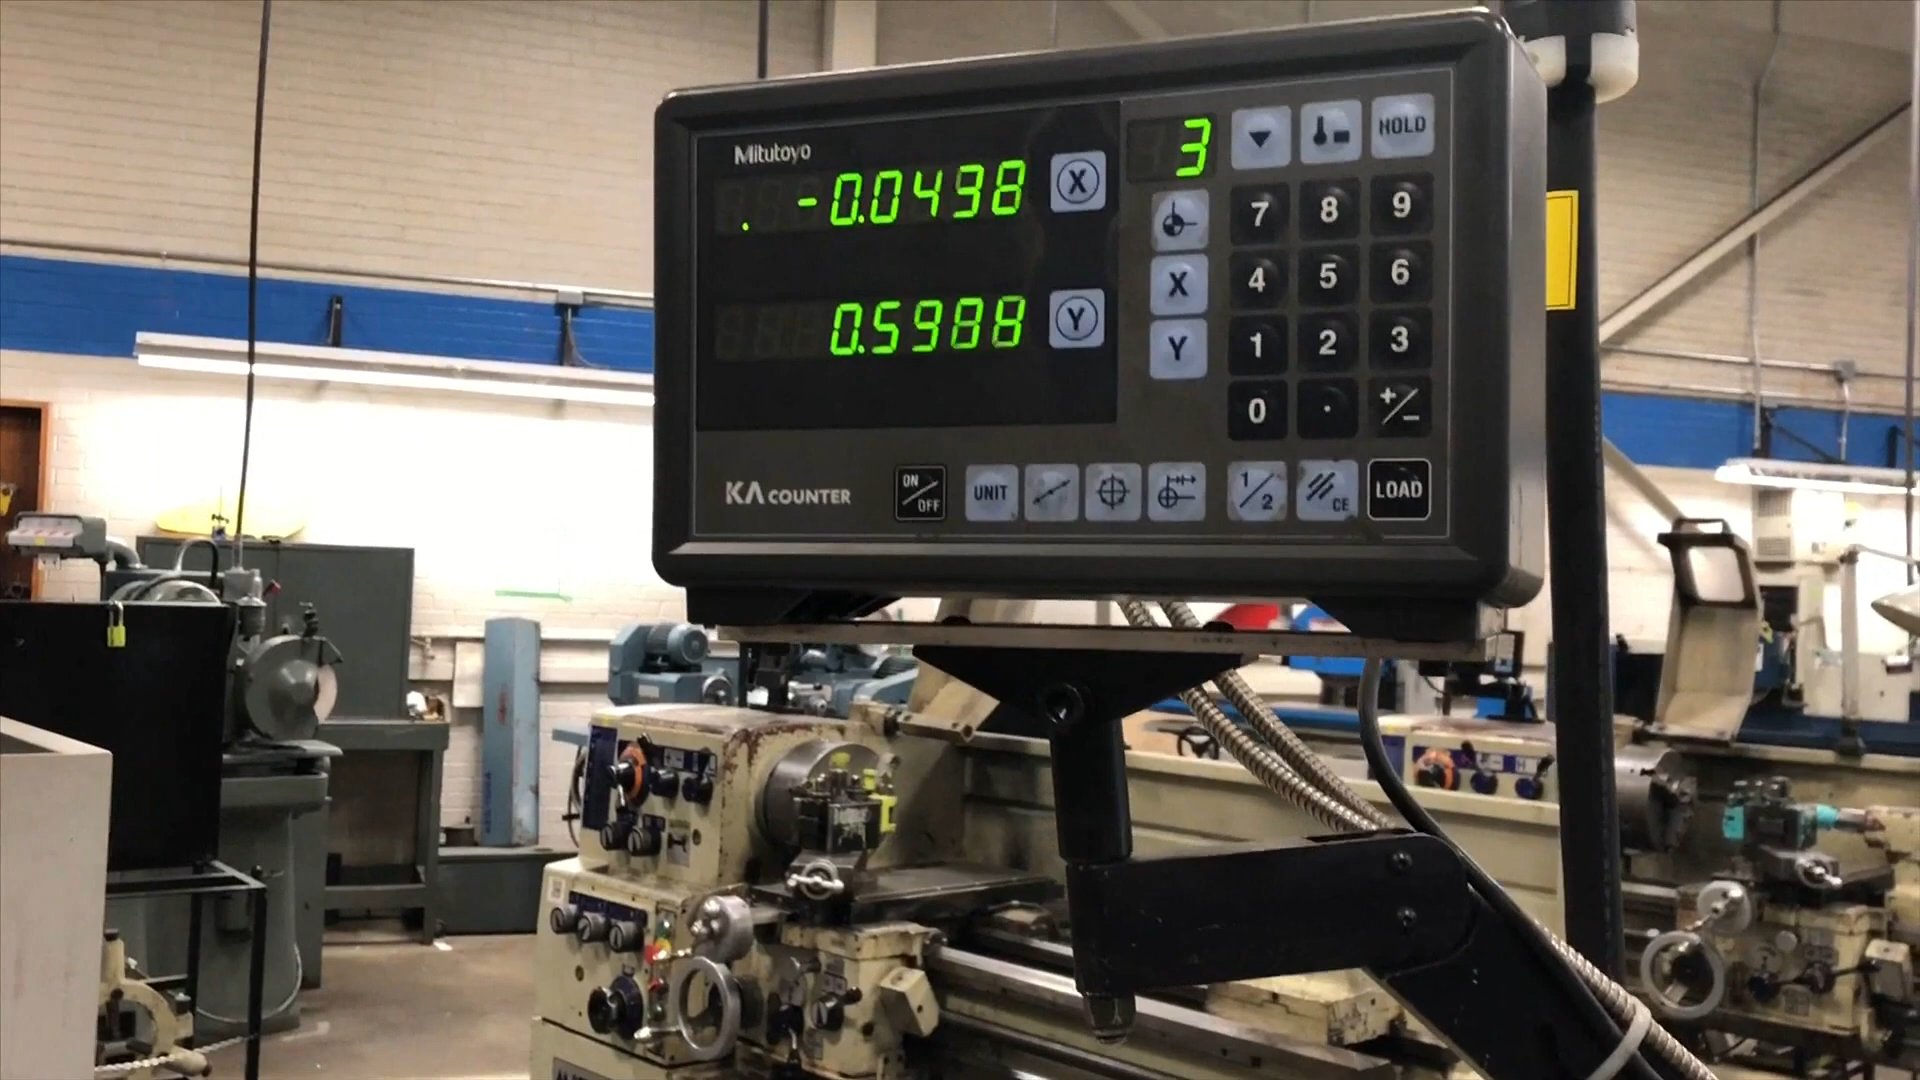 Mitutoyo
. -0.0498 X
0.5988 Y
3 HOLD
7 8 9
X 4 5 6
Y 1 2 3
0 . +/-
KA COUNTER
ON/OFF UNIT 1/2 CE LOAD